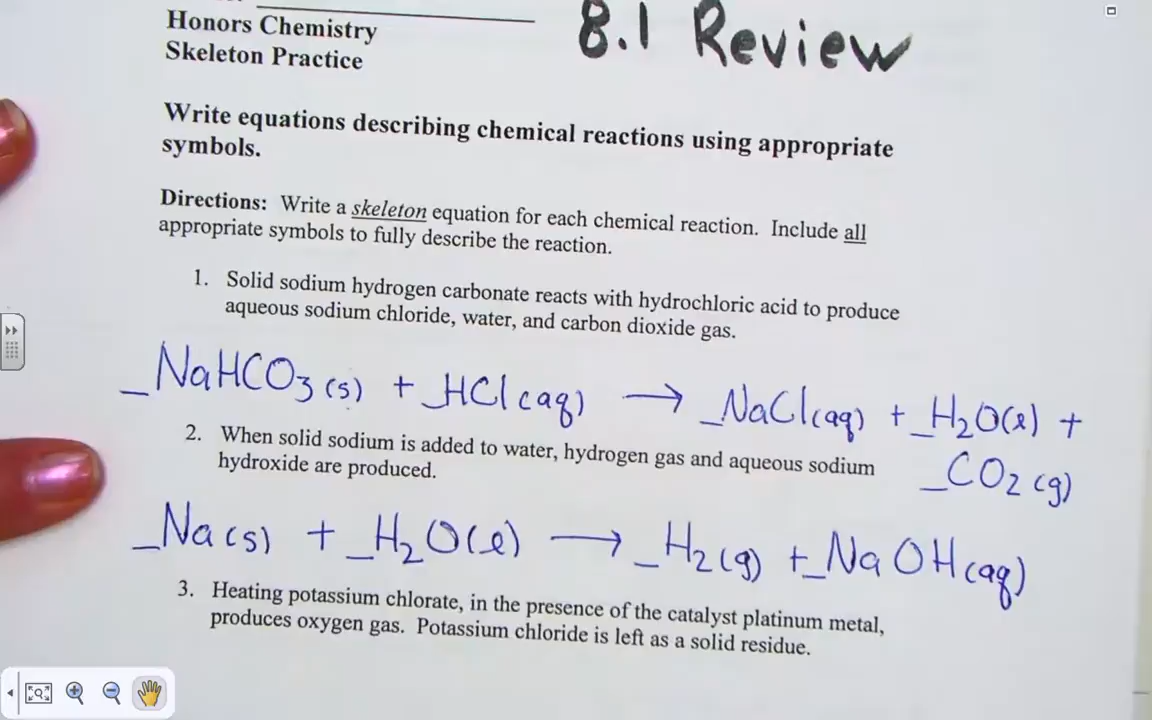 Honors Chemistry
8.1 Review
Skeleton Practice
Write equations describing chemical reactions using appropriate
symbols.
Directions: Write a skeleton equation for each chemical reaction. Include all
appropriate symbols to fully describe the reaction.
1. Solid sodium hydrogen carbonate reacts with hydrochloric acid to produce
aqueous sodium chloride, water, and carbon dioxide gas.
_NaHCO3(s) + _HCl(aq) → _NaCl(aq) + _H2O(l) +
_CO2(g)
2. When solid sodium is added to water, hydrogen gas and aqueous sodium
hydroxide are produced.
_Na(s) + _H2O(l) → _H2(g) + _NaOH(aq)
3. Heating potassium chlorate, in the presence of the catalyst platinum metal,
produces oxygen gas. Potassium chloride is left as a solid residue.